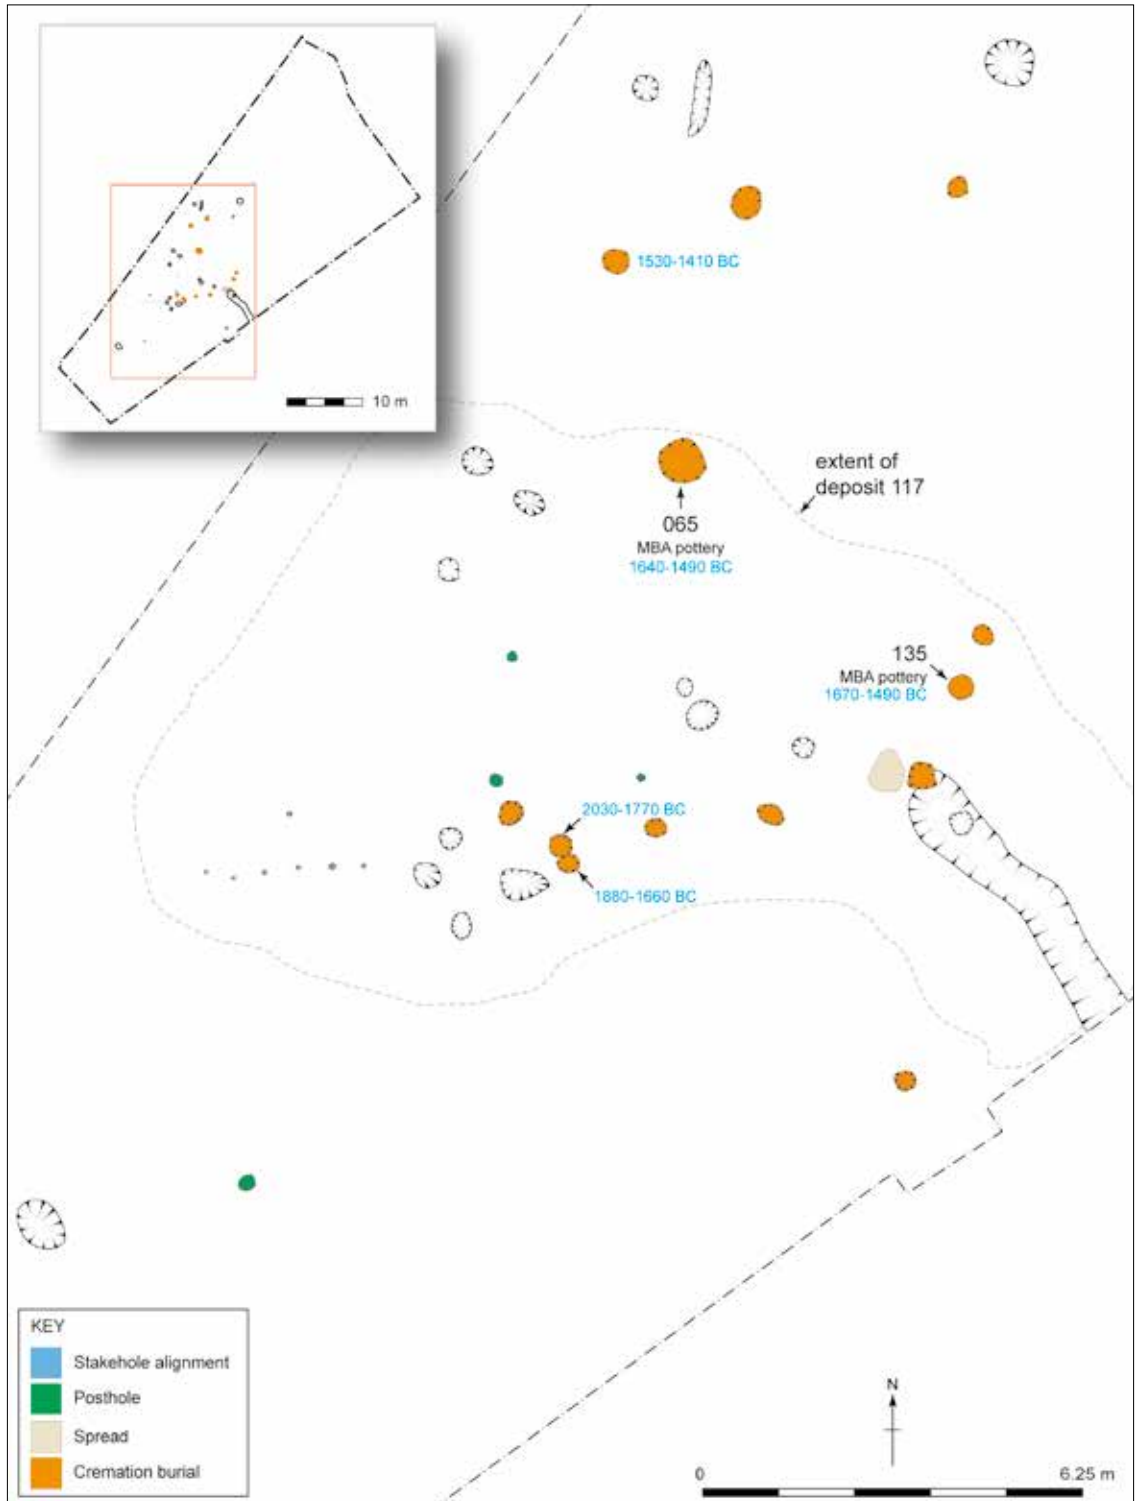 10 m
1530-1410 BC
extent of
deposit 117
065
MBA pottery
1640-1490 BC
135
MBA pottery
1670-1490 BC
2030-1770 BC
1880-1660 BC
KEY
Stakehole alignment
Posthole
Spread
Cremation burial
N
0
6.25 m